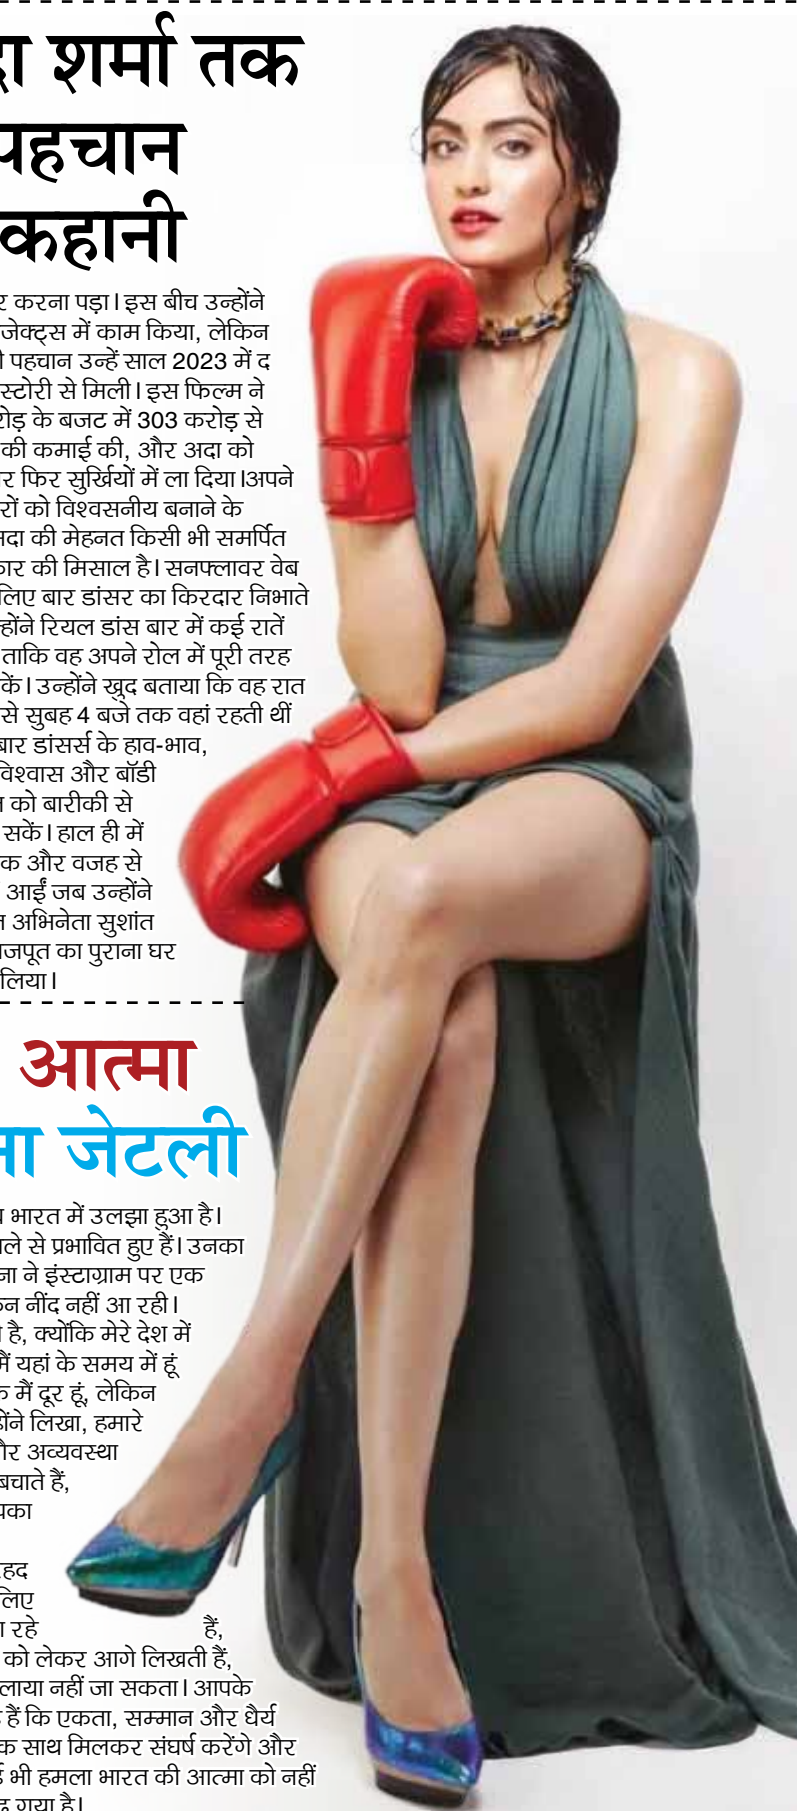 शर्मा तक
पहचान
कहानी
करना पड़ा। इस बीच उन्होंने
में काम किया, लेकिन
पहचान उन्हें साल 2023 में द
स्टोरी से मिली। इस फिल्म ने
के बजट में 303 करोड़ से
की कमाई की, और अदा को
फिर सुर्खियों में ला दिया।अपने
को विश्वसनीय बनाने के
की मेहनत किसी भी समर्पित
की मिसाल है। सनफ्लावर वेब
लिए बार डांसर का किरदार निभाते
रियल डांस बार में कई रातें
ताकि वह अपने रोल में पूरी तरह
उन्होंने खुद बताया कि वह रात
से सुबह 4 बजे तक वहां रहती थीं
बार डांसर्स के हाव-भाव,
और बॉडी
को बारीकी से
सकें। हाल ही में
और वजह से
आईं जब उन्होंने
अभिनेता सुशांत
का पुराना घर
लिया।
आत्मा
जेटली
भारत में उलझा हुआ है।
से प्रभावित हुए हैं। उनका
ने इंस्टाग्राम पर एक
नींद नहीं आ रही।
है, क्योंकि मेरे देश में
मैं यहां के समय में हूं
मैं दूर हूं, लेकिन
लिखा, हमारे
और अव्यवस्था
बचाते हैं,
लिए
रहे हैं,
को लेकर आगे लिखती हैं,
नहीं जा सकता। आपके
हैं कि एकता, सम्मान और धैर्य
साथ मिलकर संघर्ष करेंगे और
भी हमला भारत की आत्मा को नहीं
गया है।